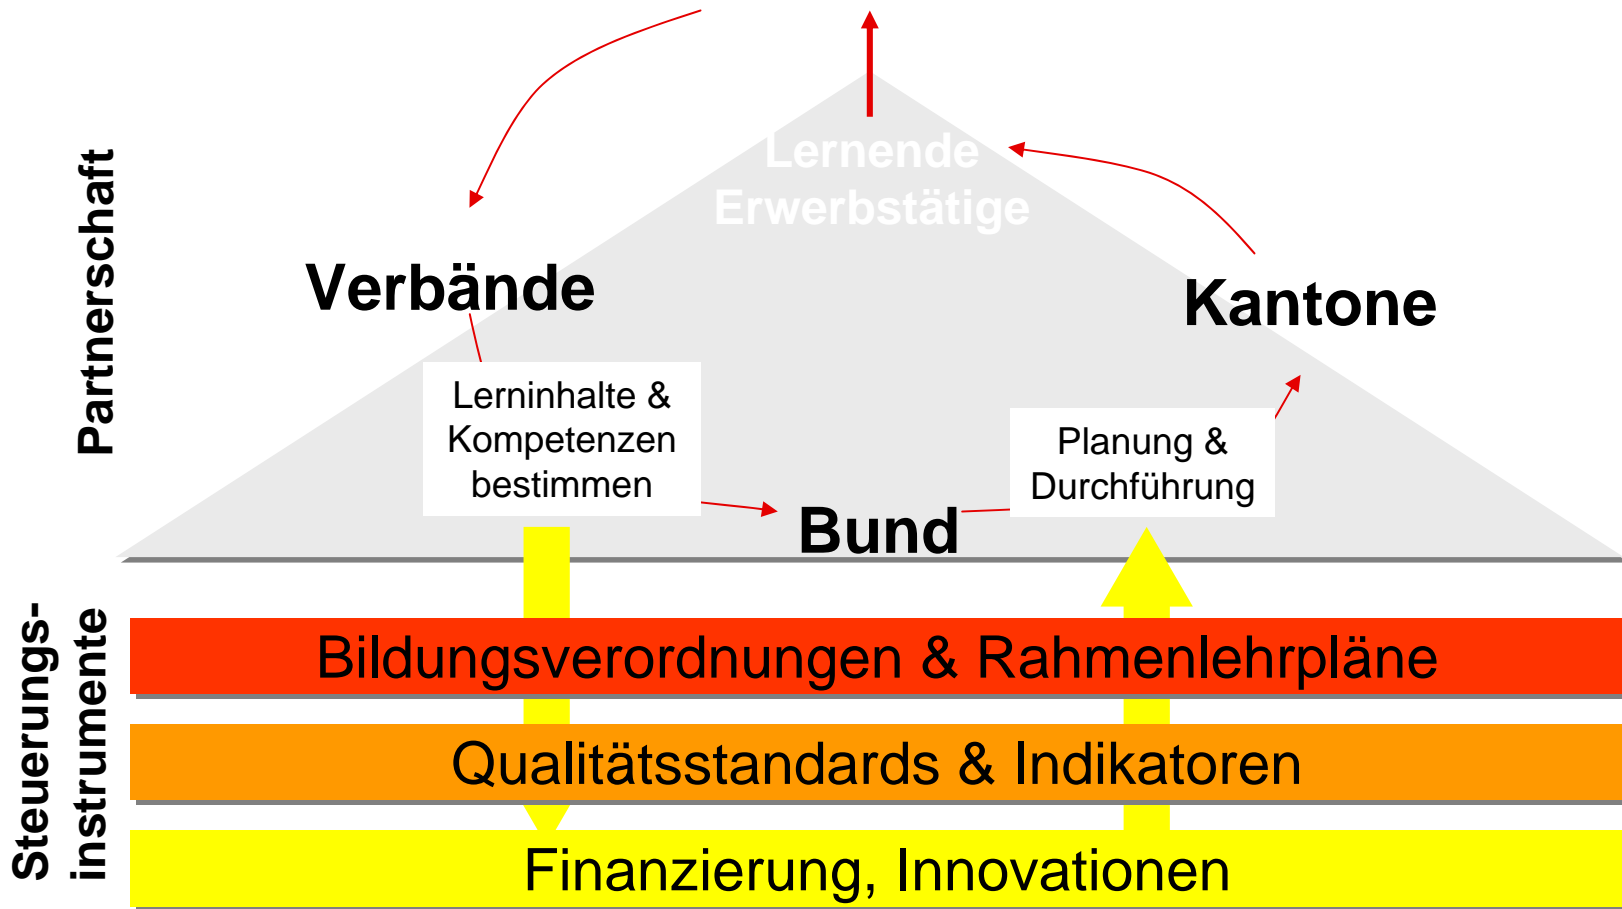 Partnerschaft
Lernende
Erwerbstätige
Verbände
Kantone
Lerninhalte &
Kompetenzen
bestimmen
Planung &
Durchführung
Bund
Steuerungs-
instrumente
Bildungsverordnungen & Rahmenlehrpläne
Qualitätsstandards & Indikatoren
Finanzierung, Innovationen